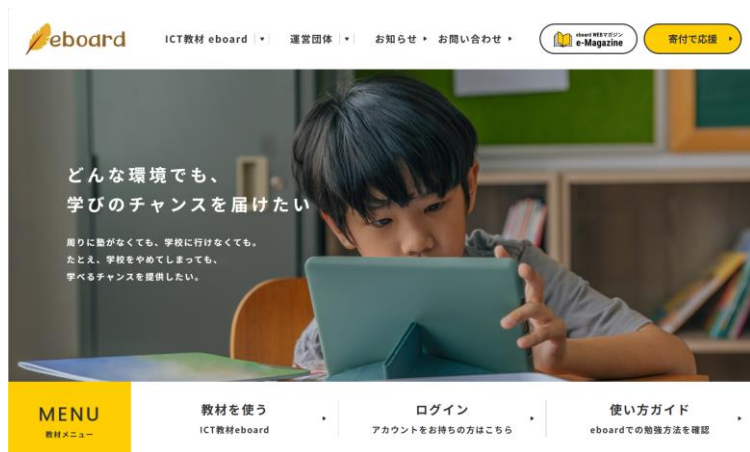 eboard
ICT教材 eboard
運営団体
お知らせ
お問い合わせ
eboard WEBマガジン
e-Magazine
寄付で応援
どんな環境でも、
学びのチャンスを届けたい
周りに塾がなくても、学校に行けなくても。
たとえ、学校をやめてしまっても、
学べるチャンスを提供したい。
MENU
教材メニュー
教材を使う
ICT教材eboard
ログイン
アカウントをお持ちの方はこちら
使い方ガイド
eboardでの勉強方法を確認